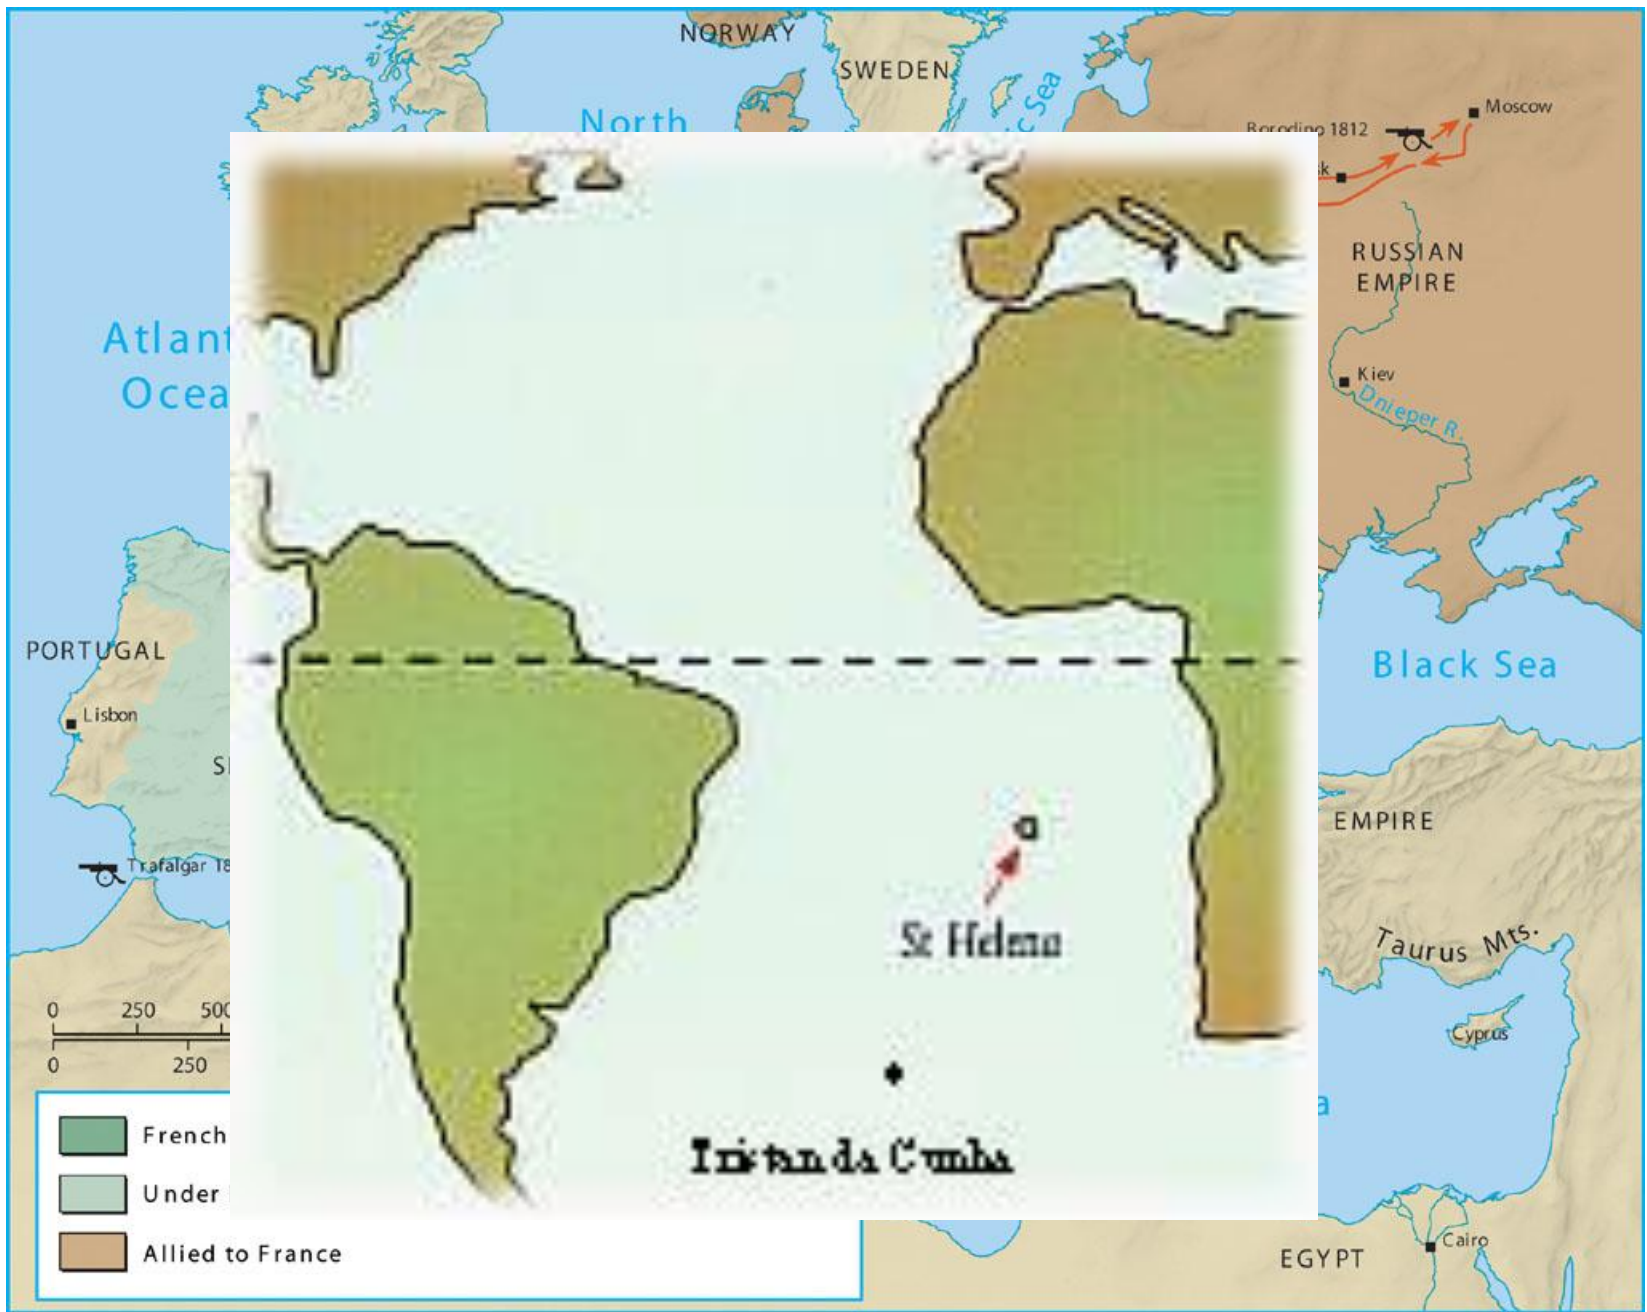 NORWAY
SWEDEN
North
c Sea
Moscow
Borodino 1812
sk
RUSSIAN
EMPIRE
Atlant
Ocea
Kiev
Dnieper R.
PORTUGAL
Black Sea
Lisbon
EMPIRE
Trafalgar 18
St Helena
Taurus Mts.
0 250 500
Cyprus
0 250
a
French
Tristan da Cunha
Under
Cairo
Allied to France
EGYPT